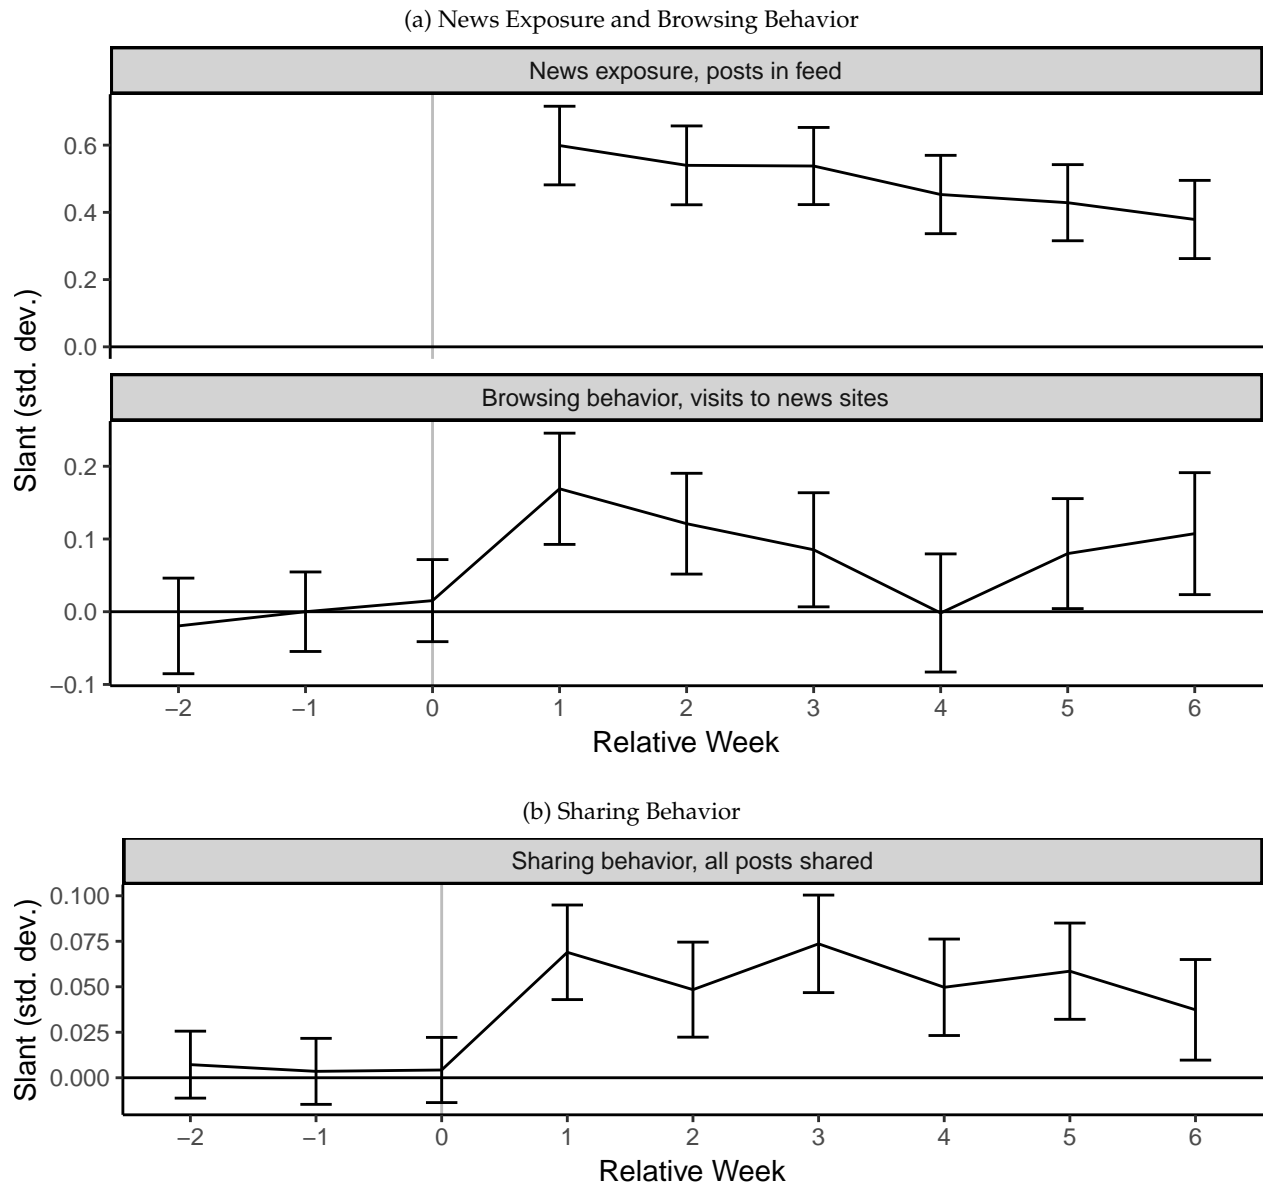 (a) News Exposure and Browsing Behavior
News exposure, posts in feed
0.6
0.4
0.2
0.0
Slant (std. dev.)
Browsing behavior, visits to news sites
0.2
0.1
0.0
−0.1
−2 −1 0 1 2 3 4 5 6
Relative Week
(b) Sharing Behavior
Sharing behavior, all posts shared
Slant (std. dev.)
0.100
0.075
0.050
0.025
0.000
−2 −1 0 1 2 3 4 5 6
Relative Week